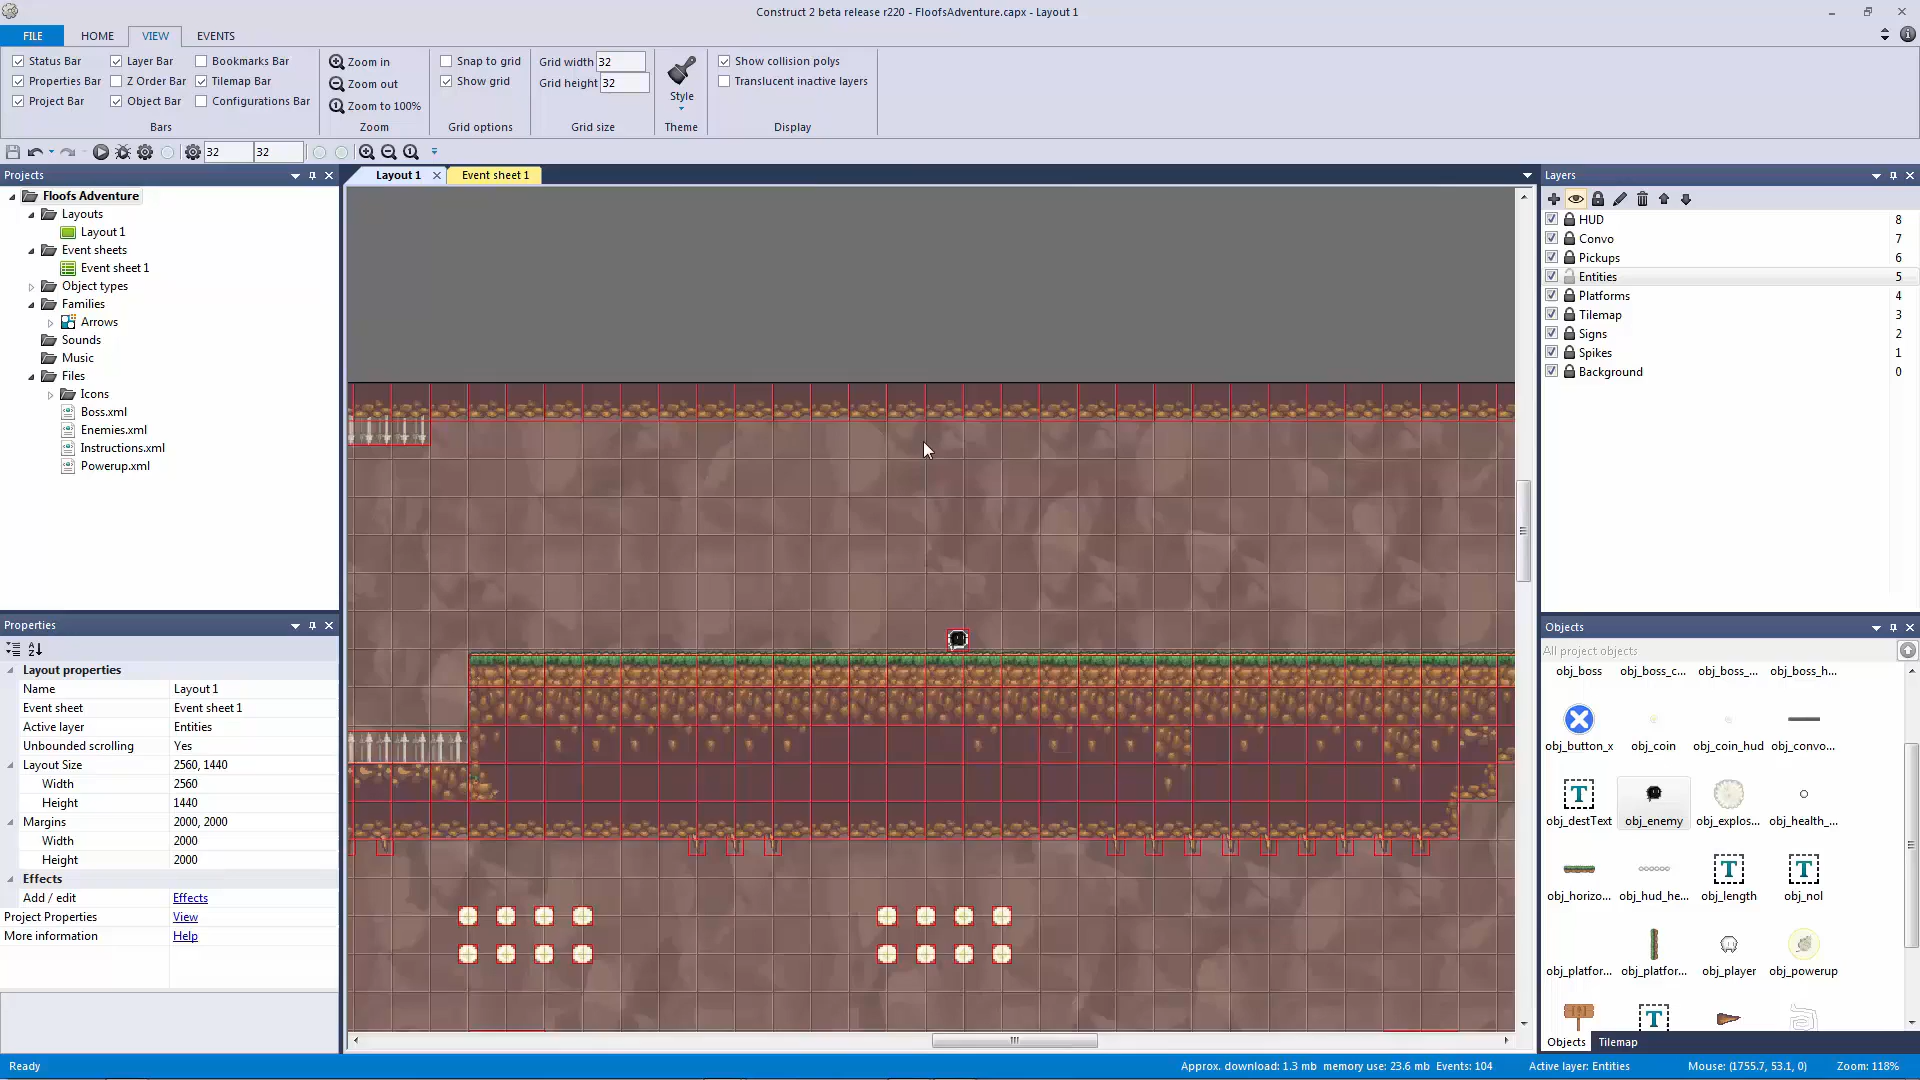 Construct 2 beta release r220 - FloofsAdventure.capx - Layout 1
FILE HOME VIEW EVENTS
Status Bar Layer Bar Bookmarks Bar
Properties Bar Z Order Bar Tilemap Bar
Project Bar Object Bar Configurations Bar
Bars
Zoom in
Zoom out
Zoom to 100%
Zoom
Snap to grid
Show grid
Grid options
Grid width 32
Grid height 32
Grid size
Style
Theme
Show collision polys
Translucent inactive layers
Display
32 32
Projects
Floofs Adventure
Layouts
Layout 1
Event sheets
Event sheet 1
Object types
Families
Arrows
Sounds
Music
Files
Icons
Boss.xml
Enemies.xml
Instructions.xml
Powerup.xml
Properties
Layout properties
Name Layout 1
Event sheet Event sheet 1
Active layer Entities
Unbounded scrolling Yes
Layout Size 2560, 1440
Width 2560
Height 1440
Margins 2000, 2000
Width 2000
Height 2000
Effects
Add / edit Effects
Project Properties View
More information Help
Layout 1 Event sheet 1
Layers
HUD 8
Convo 7
Pickups 6
Entities 5
Platforms 4
Tilemap 3
Signs 2
Spikes 1
Background 0
Objects
All project objects
obj_boss obj_boss_c... obj_boss_... obj_boss_h...
obj_button_x obj_coin obj_coin_hud obj_convo...
T
obj_destText obj_enemy obj_explos... obj_health_...
T T
obj_horizo... obj_hud_he... obj_length obj_nol
obj_platfor... obj_platfor... obj_player obj_powerup
T
Objects Tilemap
Ready
Approx. download: 1.3 mb memory use: 23.6 mb Events: 104 Active layer: Entities Mouse: (1755.7, 53.1, 0) Zoom: 118%